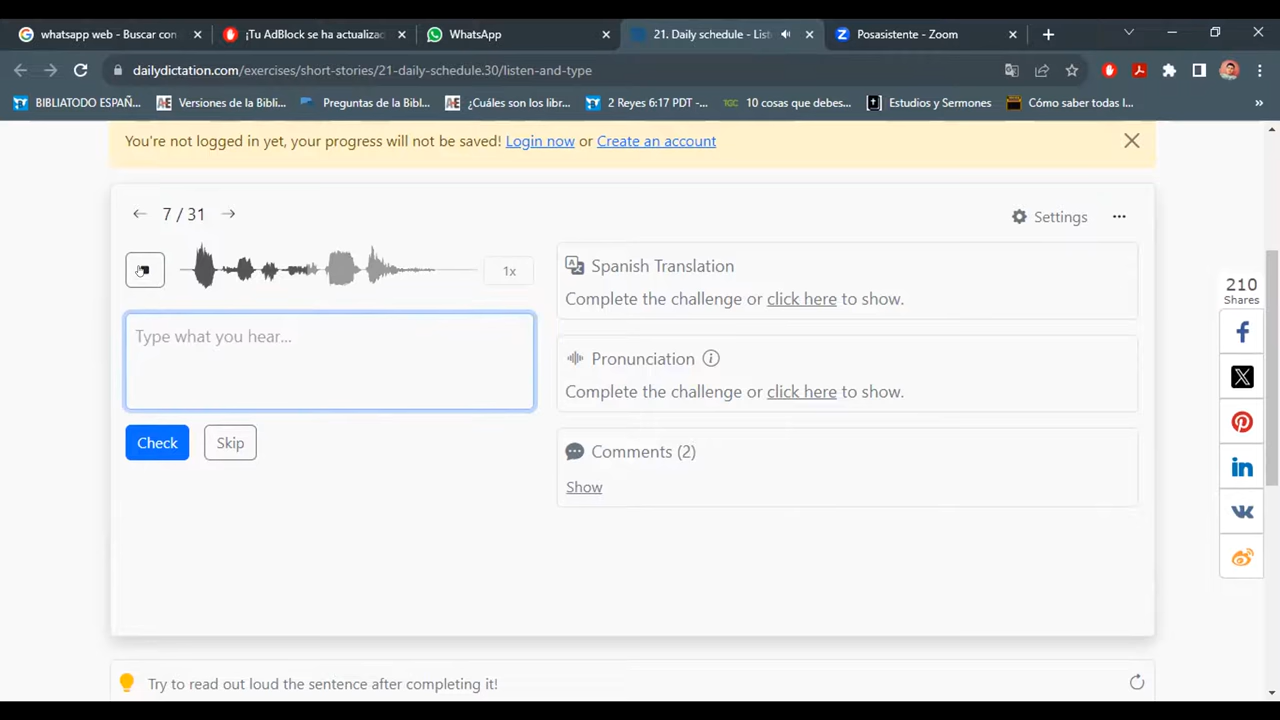 whatsapp web - Buscar con
¡Tu AdBlock se ha actualizac
WhatsApp
21. Daily schedule - List
Posasistente - Zoom
dailydictation.com/exercises/short-stories/21-daily-schedule.30/listen-and-type
BIBLIATODO ESPAÑ...
Versiones de la Bibli...
Preguntas de la Bibl...
¿Cuáles son los libr...
2 Reyes 6:17 PDT -...
TGC 10 cosas que debes...
Estudios y Sermones
Cómo saber todas l...
»
You're not logged in yet, your progress will not be saved! Login now or Create an account
7 / 31
Settings
1x
Type what you hear...
Check
Skip
Spanish Translation
Complete the challenge or click here to show.
Pronunciation
Complete the challenge or click here to show.
Comments (2)
Show
210
Shares
Try to read out loud the sentence after completing it!